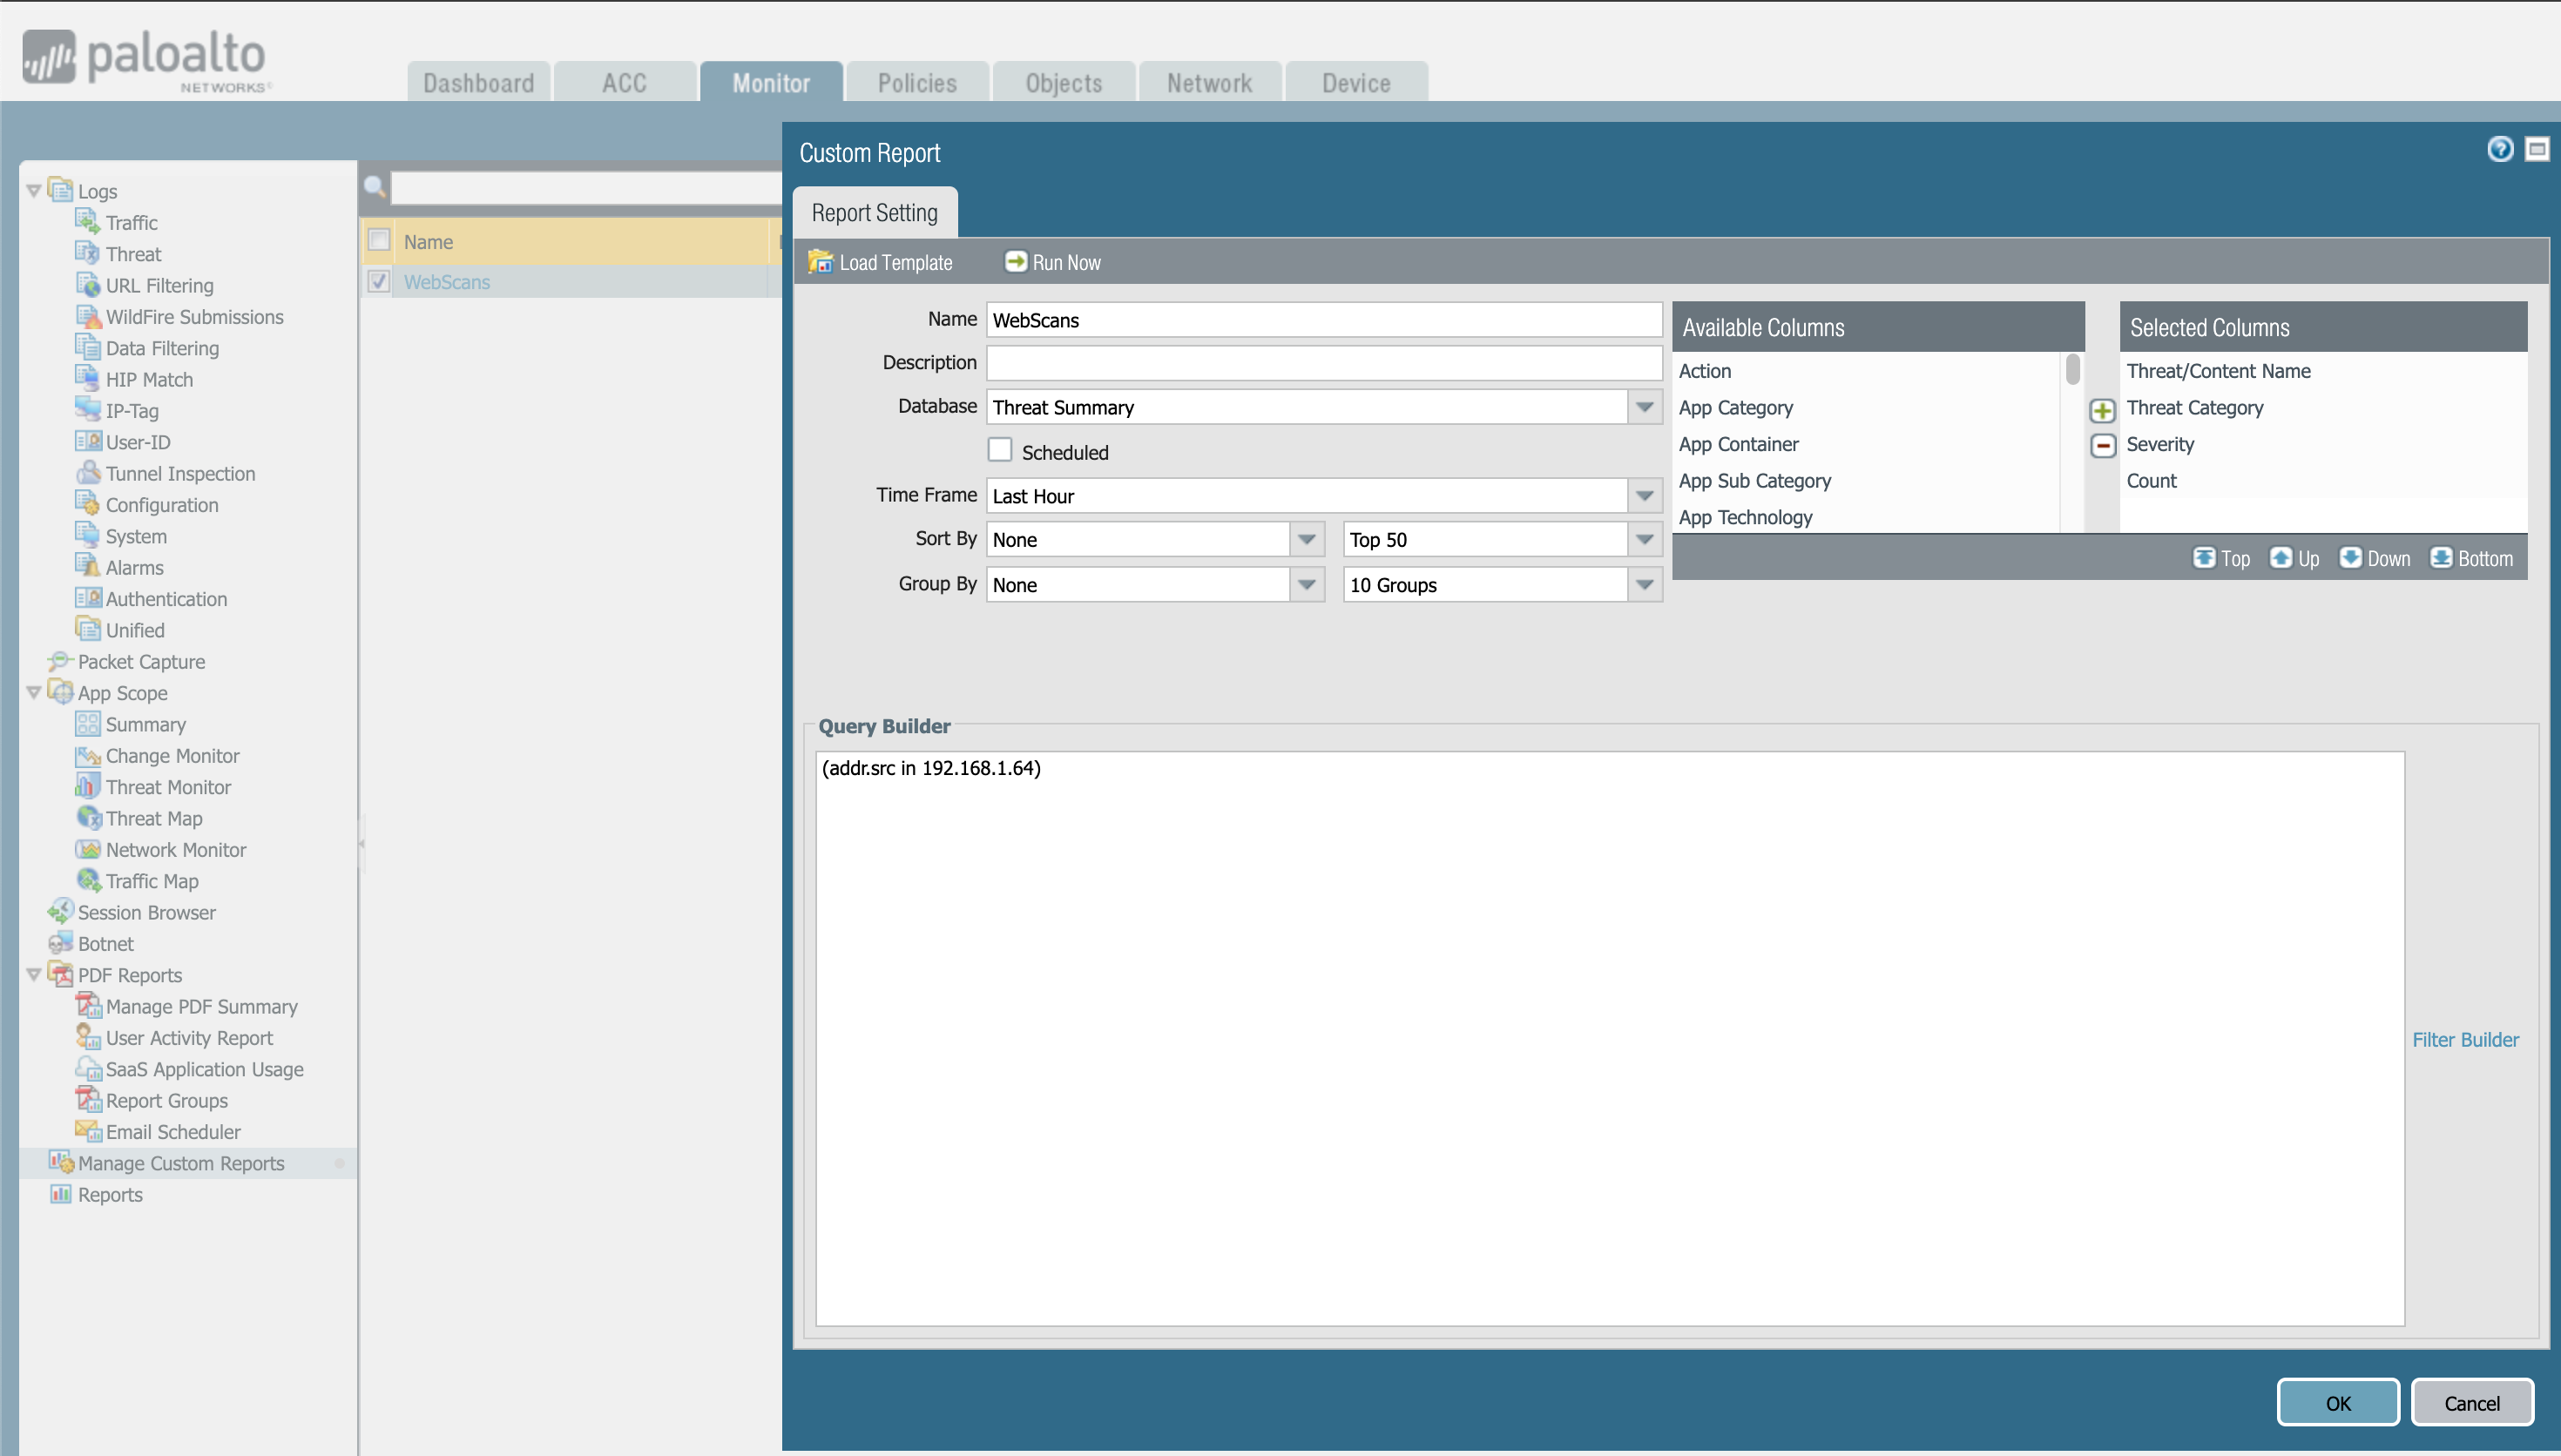 paloalto
NETWORKS
Dashboard
ACC
Monitor
Policies
Objects
Network
Device
Logs
Traffic
Threat
URL Filtering
WildFire Submissions
Data Filtering
HIP Match
IP-Tag
User-ID
Tunnel Inspection
Configuration
System
Alarms
Authentication
Unified
Packet Capture
App Scope
Summary
Change Monitor
Threat Monitor
Threat Map
Network Monitor
Traffic Map
Session Browser
Botnet
PDF Reports
Manage PDF Summary
User Activity Report
SaaS Application Usage
Report Groups
Email Scheduler
Manage Custom Reports
Reports
Name
WebScans
Custom Report
Report Setting
Load Template
Run Now
Name WebScans
Description
Database Threat Summary
Scheduled
Time Frame Last Hour
Sort By None Top 50
Group By None 10 Groups
Available Columns
Action
App Category
App Container
App Sub Category
App Technology
Selected Columns
Threat/Content Name
Threat Category
Severity
Count
Top Up Down Bottom
Query Builder
(addr.src in 192.168.1.64)
Filter Builder
OK
Cancel